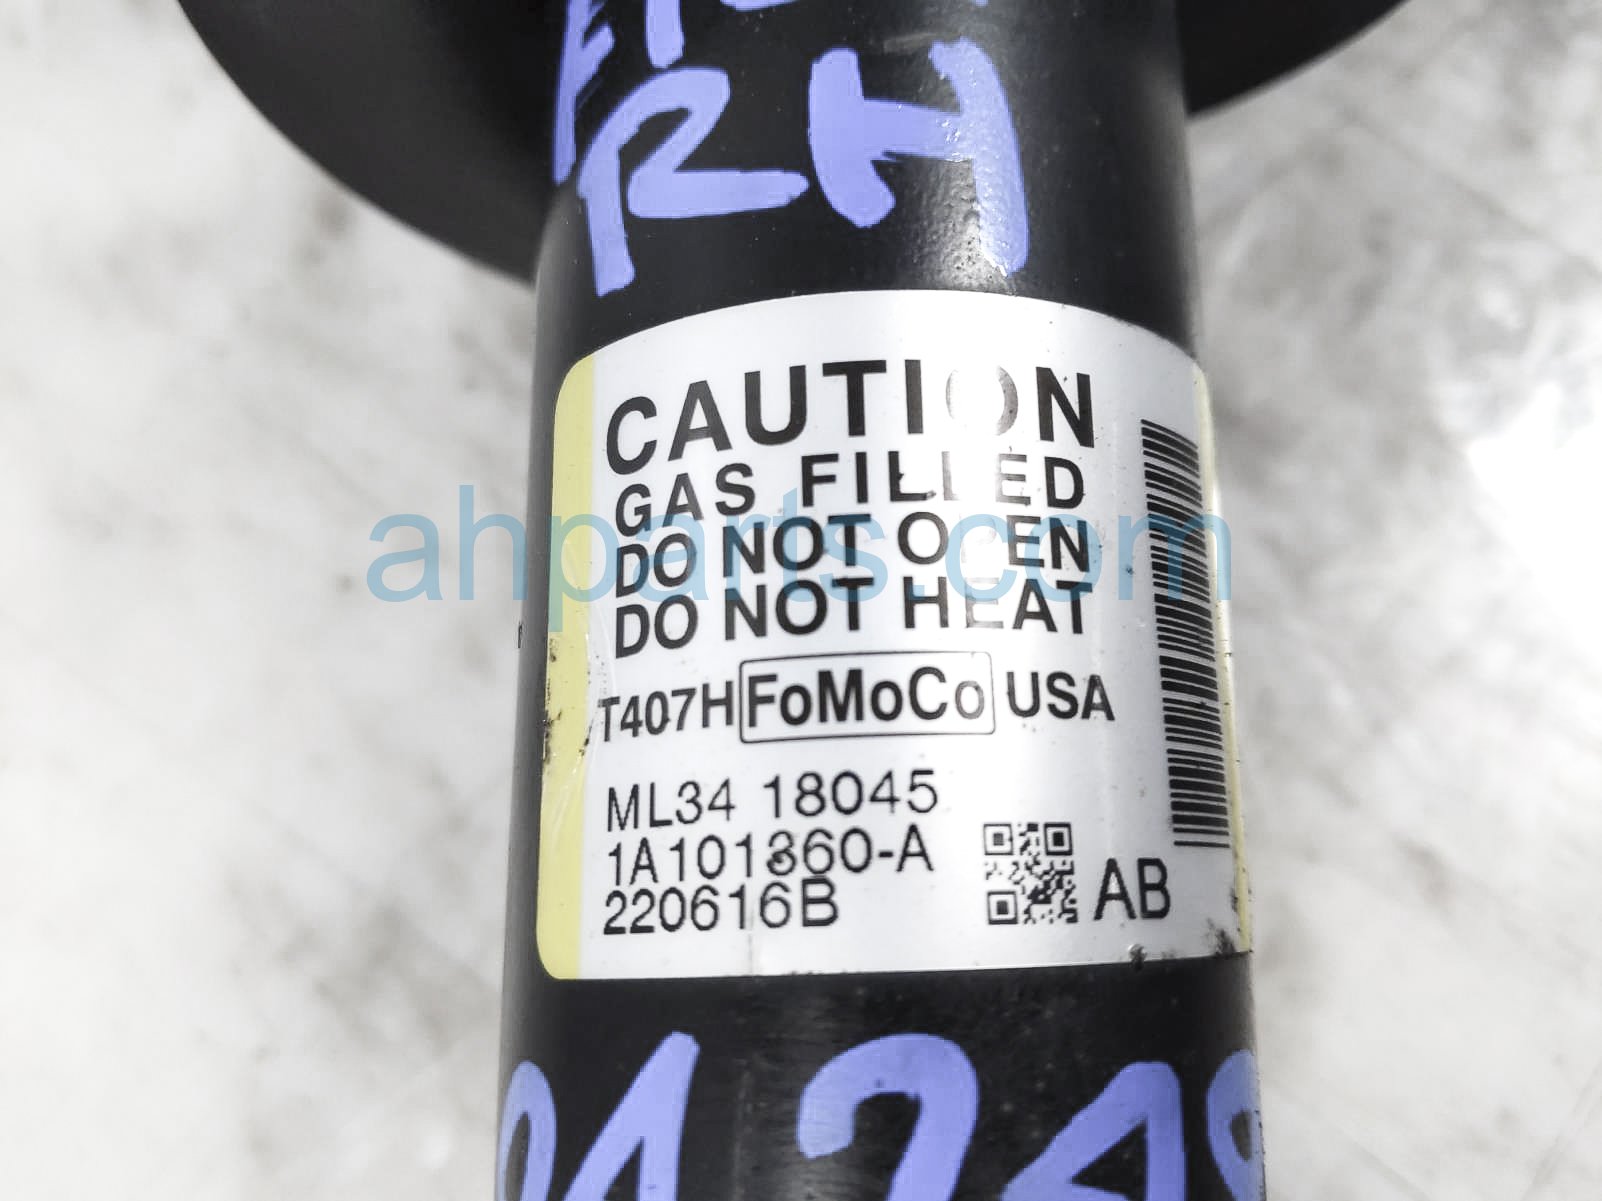 RH
CAUTION
GAS FILLED
DO NOT OPEN
DO NOT HEAT
T407H FoMoCo USA
ML34 18045
1A101360-A
220616B
AB
ahparts.com